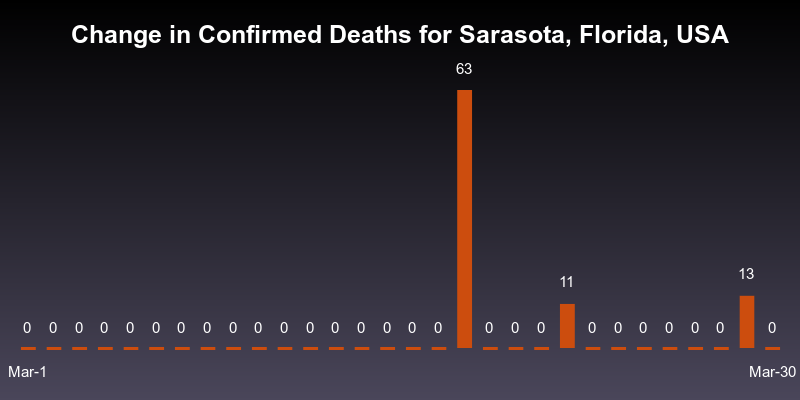 Change in Confirmed Deaths for Sarasota, Florida, USA
63
13
11
0 0 0 0 0 0 0 0 0 0 0 0 0 0 0 0 0 0 0 0 0 0 0 0 0 0 0
Mar-1 Mar-30